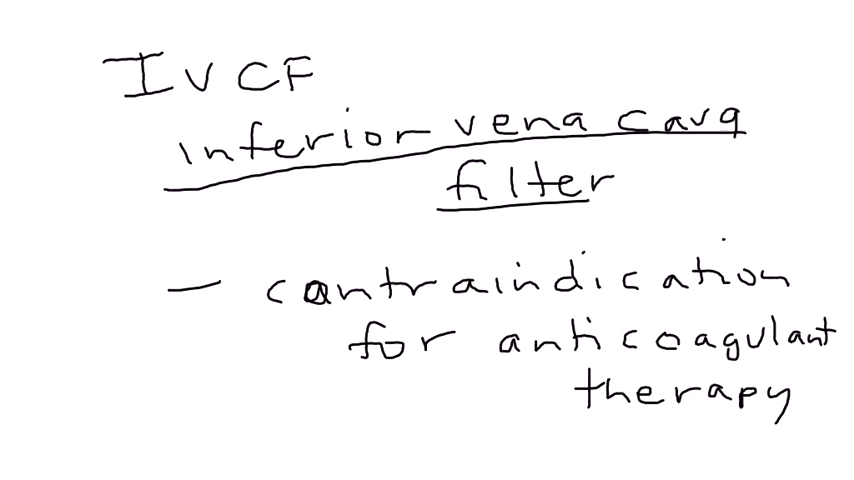 IVCF
inferior vena cava
filter
— contraindication
for anticoagulant
therapy